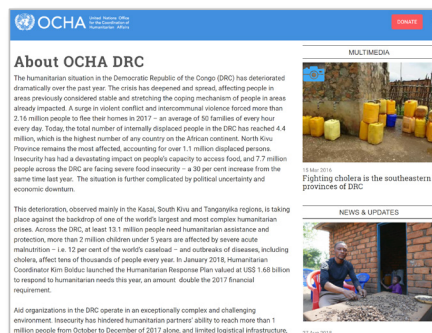 OCHA
United Nations Office
for the Coordination of
Humanitarian Affairs
DONATE
About OCHA DRC
The humanitarian situation in the Democratic Republic of the Congo (DRC) has deteriorated
dramatically over the past year. The crisis has deepened and spread, affecting people in
areas previously considered stable and stretching the coping mechanism of people in areas
already impacted. A surge in violent conflict and intercommunal violence forced more than
2.16 million people to flee their homes in 2017 – an average of 50 families of every hour
every day. Today, the total number of internally displaced people in the DRC has reached 4.4
million, which is the highest number of any country on the African continent. North Kivu
Province remains the most affected, accounting for over 1.1 million displaced persons.
Insecurity has had a devastating impact on people's capacity to access food, and 7.7 million
people across the DRC are facing severe food insecurity – a 30 per cent increase from the
same time last year. The situation is further complicated by political uncertainty and
economic downturn.
This deterioration, observed mainly in the Kasai, South Kivu and Tanganyika regions, is taking
place against the backdrop of one of the world's largest and most complex humanitarian
crises. Across the DRC, at least 13.1 million people need humanitarian assistance and
protection, more than 2 million children under 5 years are affected by severe acute
malnutrition – i.e. 12 per cent of the world's caseload – and outbreaks of diseases, including
cholera, affect tens of thousands of people every year. In January 2018, Humanitarian
Coordinator Kim Bolduc launched the Humanitarian Response Plan valued at US$ 1.68 billion
to respond to humanitarian needs this year, an amount double the 2017 financial
requirement.
Aid organizations in the DRC operate in an exceptionally complex and challenging
environment. Insecurity has hindered humanitarian partners' ability to reach more than 1
million people from October to December of 2017 alone, and limited logistical infrastructure,
MULTIMEDIA
15 Mar 2016
Fighting cholera is the southeastern
provinces of DRC
NEWS & UPDATES